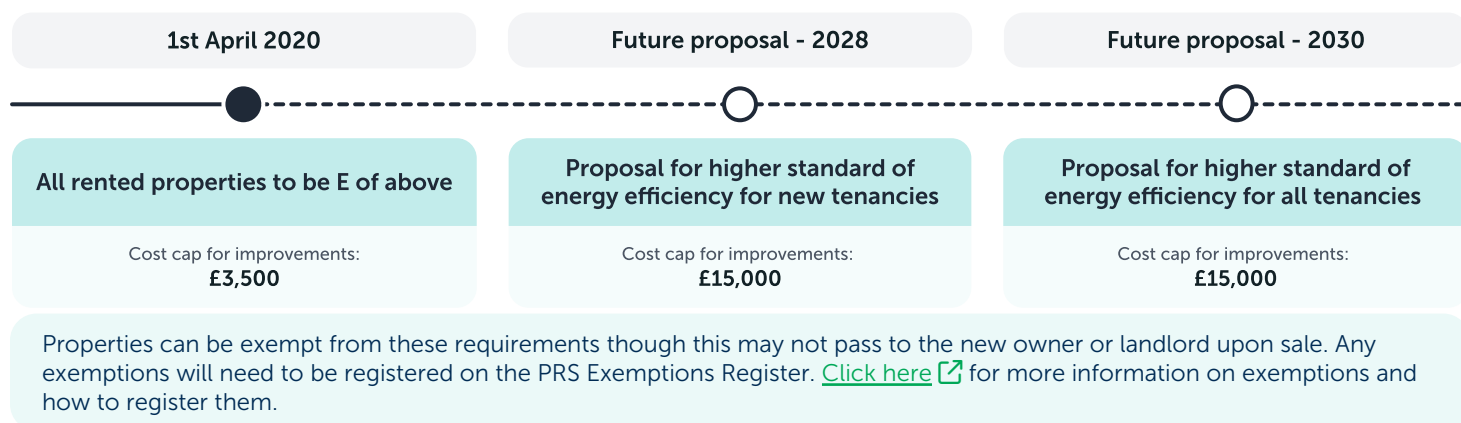 1st April 2020
Future proposal - 2028
Future proposal - 2030
All rented properties to be E of above
Proposal for higher standard of
energy efficiency for new tenancies
Proposal for higher standard of
energy efficiency for all tenancies
Cost cap for improvements:
£3,500
Cost cap for improvements:
£15,000
Cost cap for improvements:
£15,000
Properties can be exempt from these requirements though this may not pass to the new owner or landlord upon sale. Any
exemptions will need to be registered on the PRS Exemptions Register. Click here for more information on exemptions and
how to register them.